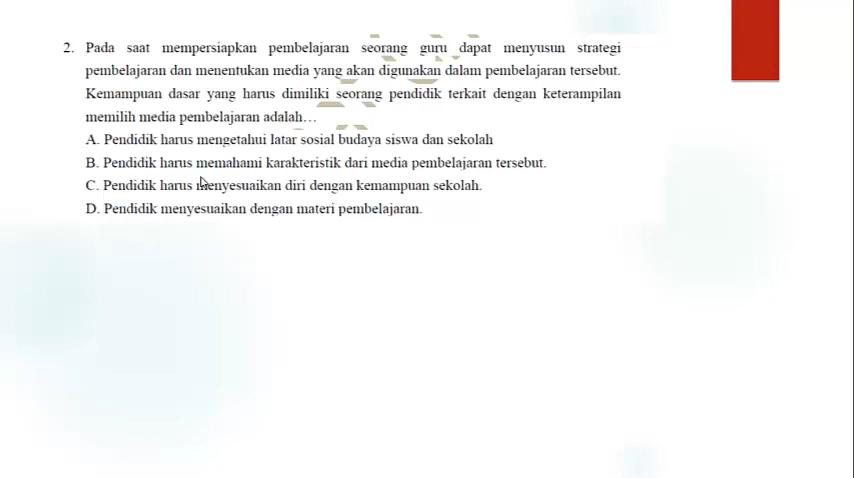 2. Pada saat mempersiapkan pembelajaran seorang guru dapat menyusun strategi
pembelajaran dan menentukan media yang akan digunakan dalam pembelajaran tersebut.
Kemampuan dasar yang harus dimiliki seorang pendidik terkait dengan keterampilan
memilih media pembelajaran adalah…
A. Pendidik harus mengetahui latar sosial budaya siswa dan sekolah
B. Pendidik harus memahami karakteristik dari media pembelajaran tersebut.
C. Pendidik harus menyesuaikan diri dengan kemampuan sekolah.
D. Pendidik menyesuaikan dengan materi pembelajaran.